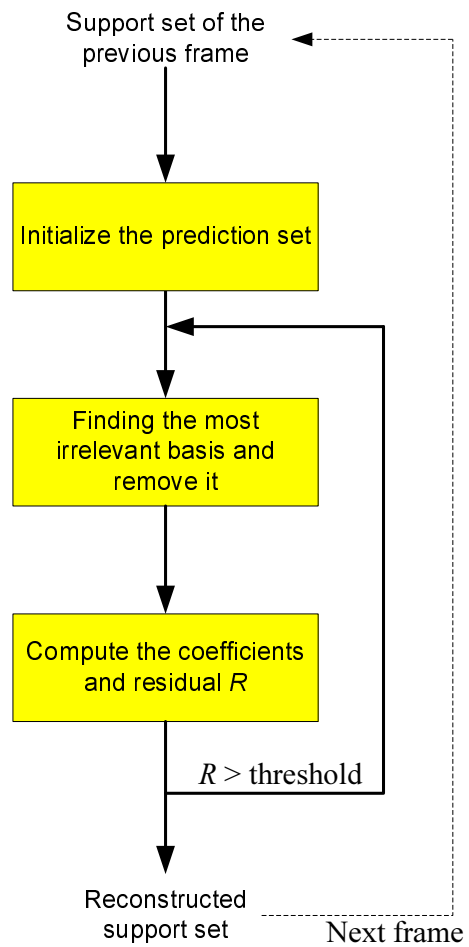 Support set of the
previous frame
Initialize the prediction set
Finding the most
irrelevant basis and
remove it
Compute the coefficients
and residual R
R > threshold
Reconstructed
support set
Next frame